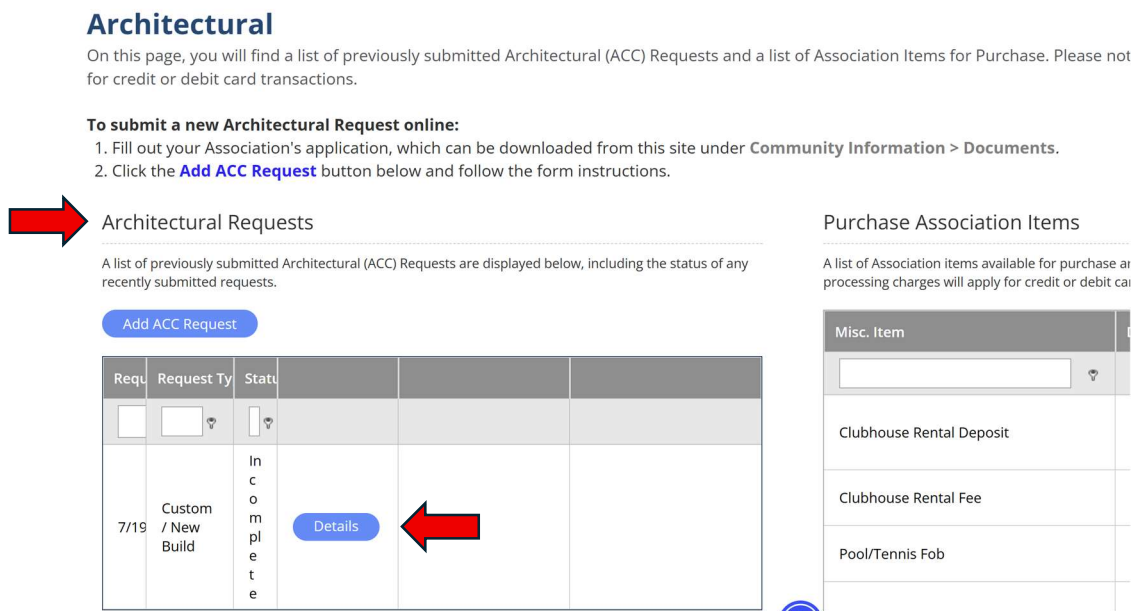 Architectural
On this page, you will find a list of previously submitted Architectural (ACC) Requests and a list of Association Items for Purchase. Please not
for credit or debit card transactions.
To submit a new Architectural Request online:
1. Fill out your Association's application, which can be downloaded from this site under Community Information > Documents.
2. Click the Add ACC Request button below and follow the form instructions.
Architectural Requests
A list of previously submitted Architectural (ACC) Requests are displayed below, including the status of any
recently submitted requests.
Add ACC Request
Requ Request Ty Statu
7/19
Custom
/ New
Build
In
c
o
m
pl
e
t
e
Details
Purchase Association Items
A list of Association items available for purchase ar
processing charges will apply for credit or debit car
Misc. Item
Clubhouse Rental Deposit
Clubhouse Rental Fee
Pool/Tennis Fob